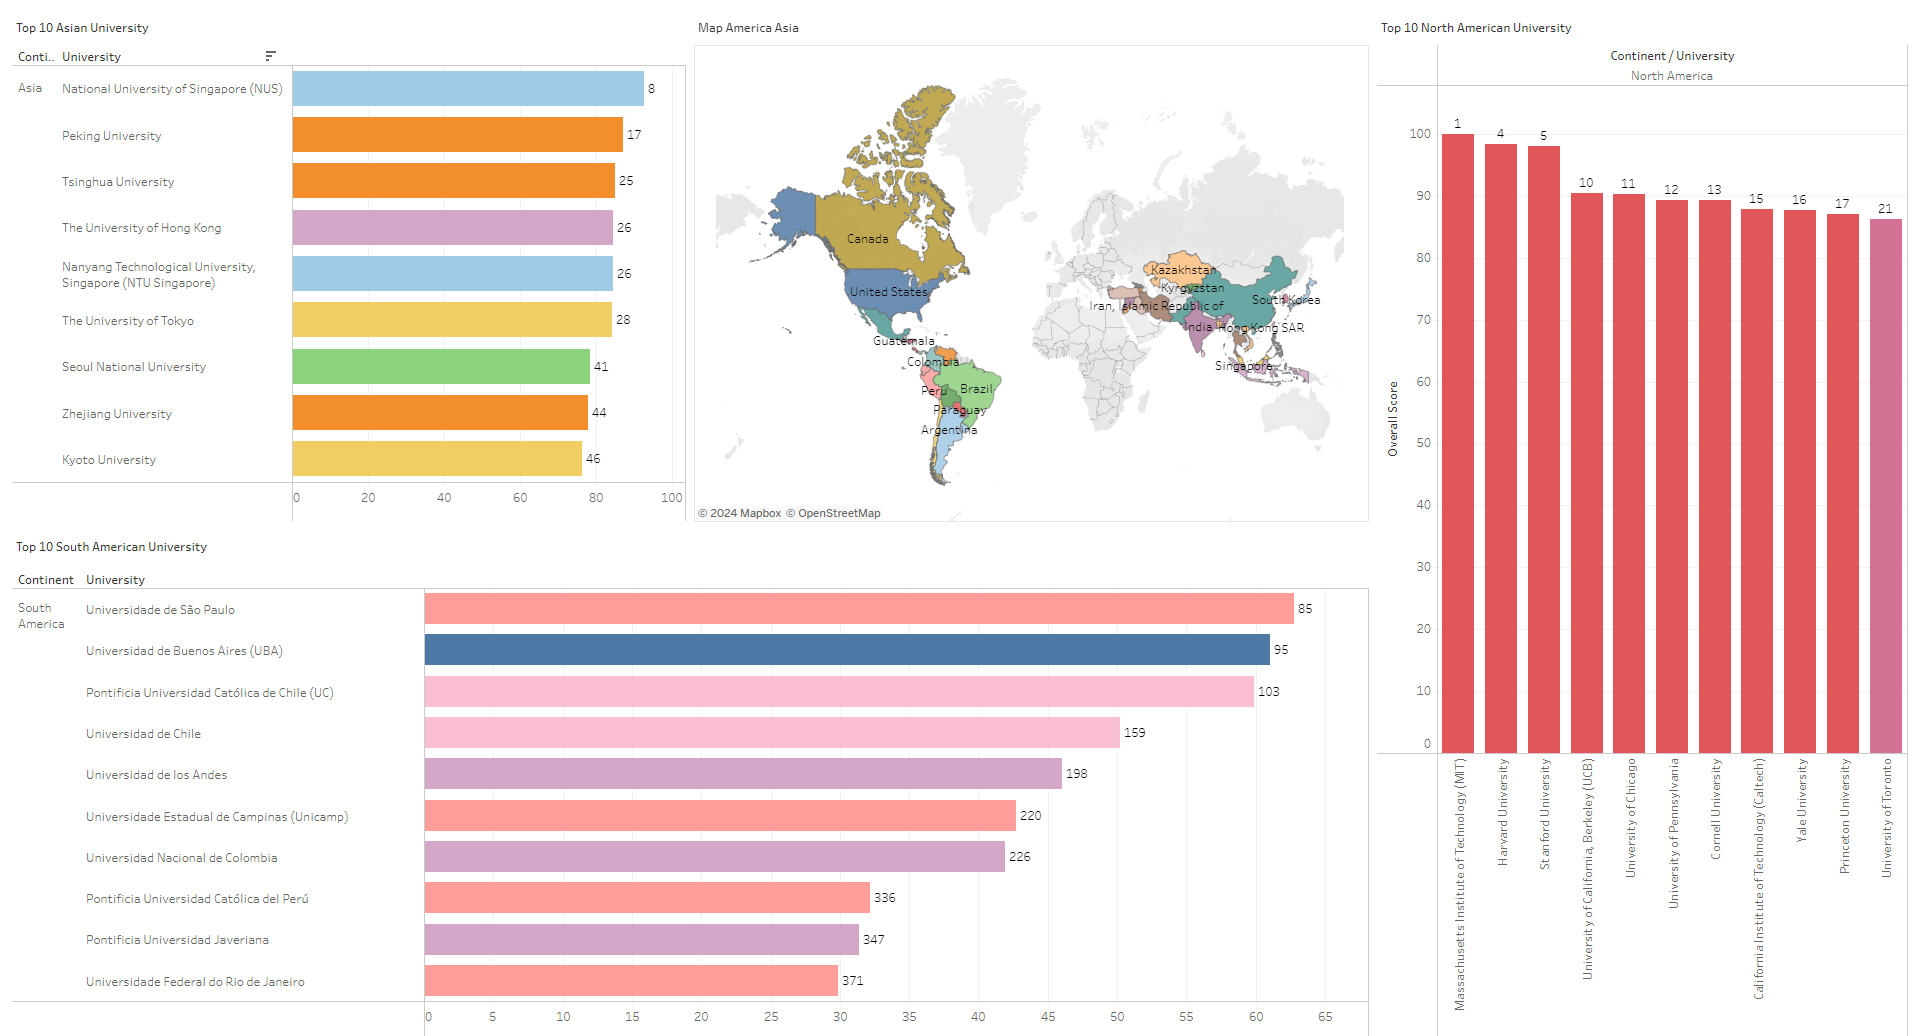 Top 10 Asian University
Conti.. University
Asia
National University of Singapore (NUS) 8
Peking University 17
Tsinghua University 25
The University of Hong Kong 26
Nanyang Technological University,
Singapore (NTU Singapore) 26
The University of Tokyo 28
Seoul National University 41
Zhejiang University 44
Kyoto University 46
0 20 40 60 80 100
Map America Asia
Canada
United States
Guatemala
Colombia
Peru
Brazil
Paraguay
Argentina
Kazakhstan
Kyrgyzstan
South Korea
Iran, Islamic Republic of
India
Hong Kong SAR
Singapore
© 2024 Mapbox © OpenStreetMap
Top 10 North American University
Continent / University
North America
Overall Score
100
90
80
70
60
50
40
30
20
10
0
1 4 5 10 11 12 13 15 16 17 21
Massachusetts Institute of Technology (MIT)
Harvard University
Stanford University
University of California, Berkeley (UCB)
University of Chicago
University of Pennsylvania
Cornell University
California Institute of Technology (Caltech)
Yale University
Princeton University
University of Toronto
Top 10 South American University
Continent University
South
America
Universidade de São Paulo 85
Universidad de Buenos Aires (UBA) 95
Pontificia Universidad Católica de Chile (UC) 103
Universidad de Chile 159
Universidad de los Andes 198
Universidade Estadual de Campinas (Unicamp) 220
Universidad Nacional de Colombia 226
Pontificia Universidad Católica del Perú 336
Pontificia Universidad Javeriana 347
Universidade Federal do Rio de Janeiro 371
0 5 10 15 20 25 30 35 40 45 50 55 60 65